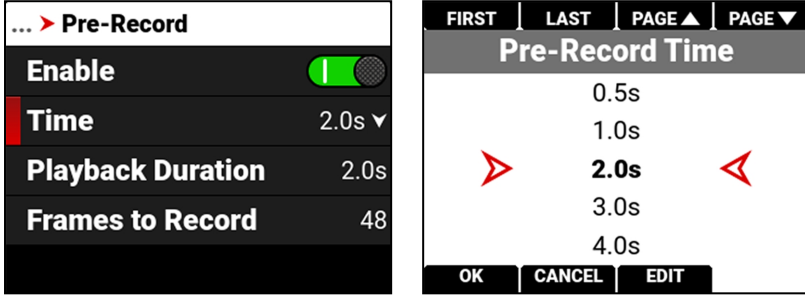 ... > Pre-Record
Enable
Time 2.0s
Playback Duration 2.0s
Frames to Record 48
FIRST LAST PAGE▲ PAGE▼
Pre-Record Time
0.5s
1.0s
2.0s
3.0s
4.0s
OK CANCEL EDIT